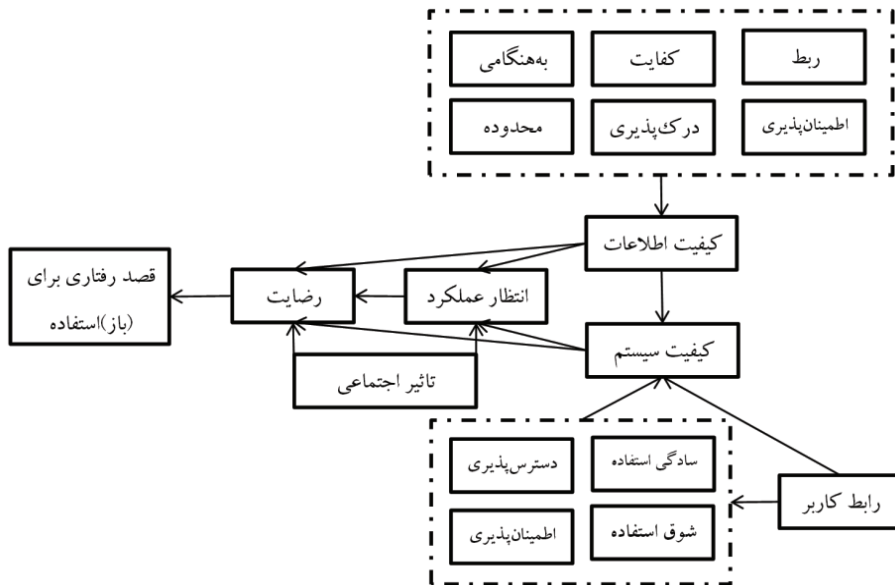 ربط
کفایت
به‌هنگامی
اطمینان‌پذیری
درک‌پذیری
محدوده
کیفیت اطلاعات
قصد رفتاری برای
(باز)استفاده
رضایت
انتظار عملکرد
کیفیت سیستم
تاثیر اجتماعی
سادگی استفاده
دسترس‌پذیری
رابط کاربر
شوق استفاده
اطمینان‌پذیری